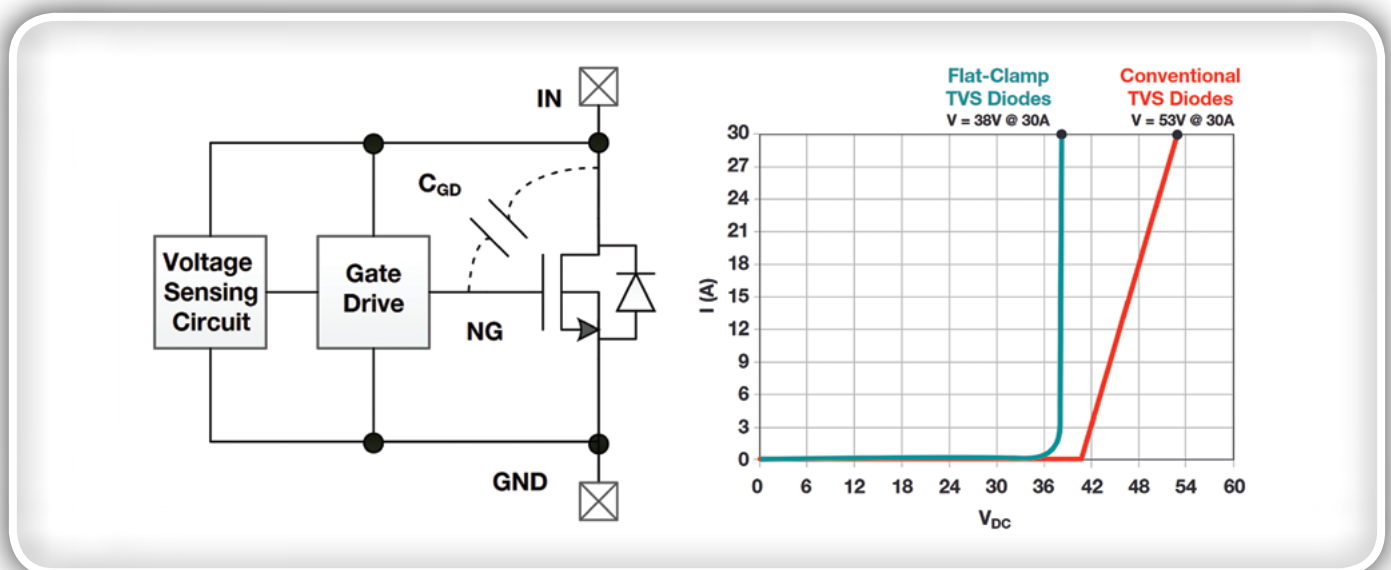 IN
C_GD
Voltage
Sensing
Circuit
Gate
Drive
NG
GND
Flat-Clamp
TVS Diodes
V = 38V @ 30A
Conventional
TVS Diodes
V = 53V @ 30A
30
27
24
21
18
15
12
9
6
3
0
I (A)
0 6 12 18 24 30 36 42 48 54 60
V_DC